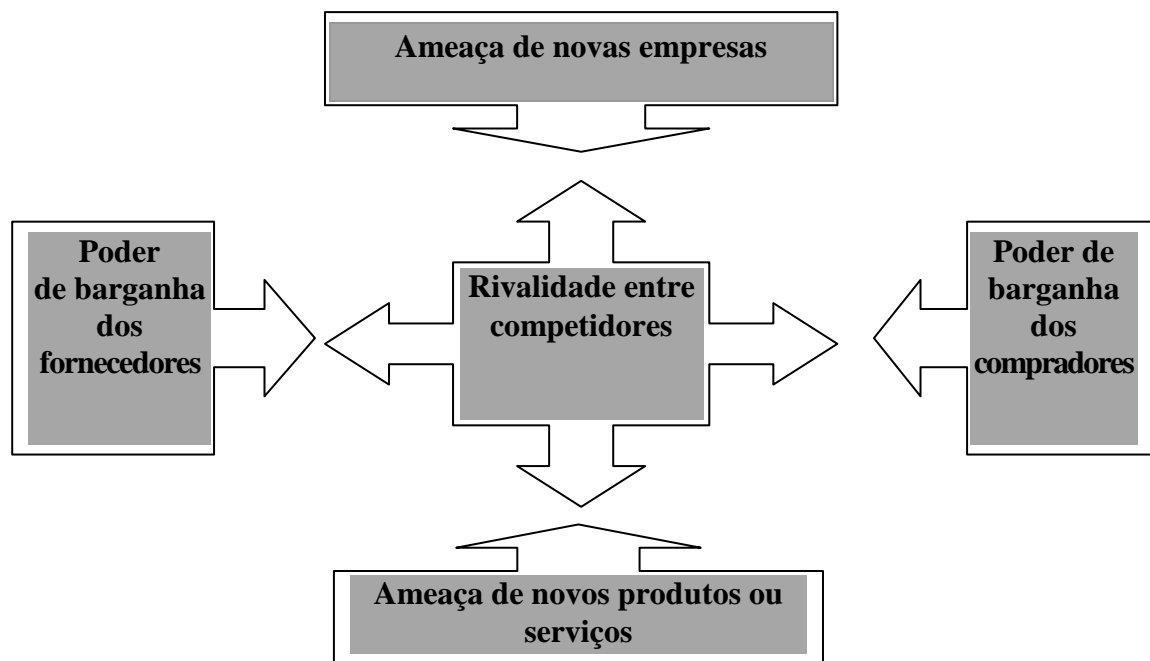 Ameaça de novas empresas
Poder
de barganha
dos
fornecedores
Rivalidade entre
competidores
Poder de
barganha
dos
compradores
Ameaça de novos produtos ou
serviços